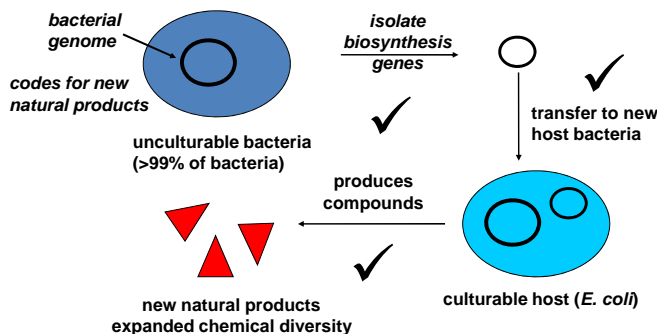 bacterial
genome
codes for new
natural products
unculturable bacteria
(>99% of bacteria)
isolate
biosynthesis
genes
transfer to new
host bacteria
produces
compounds
culturable host (E. coli)
new natural products
expanded chemical diversity